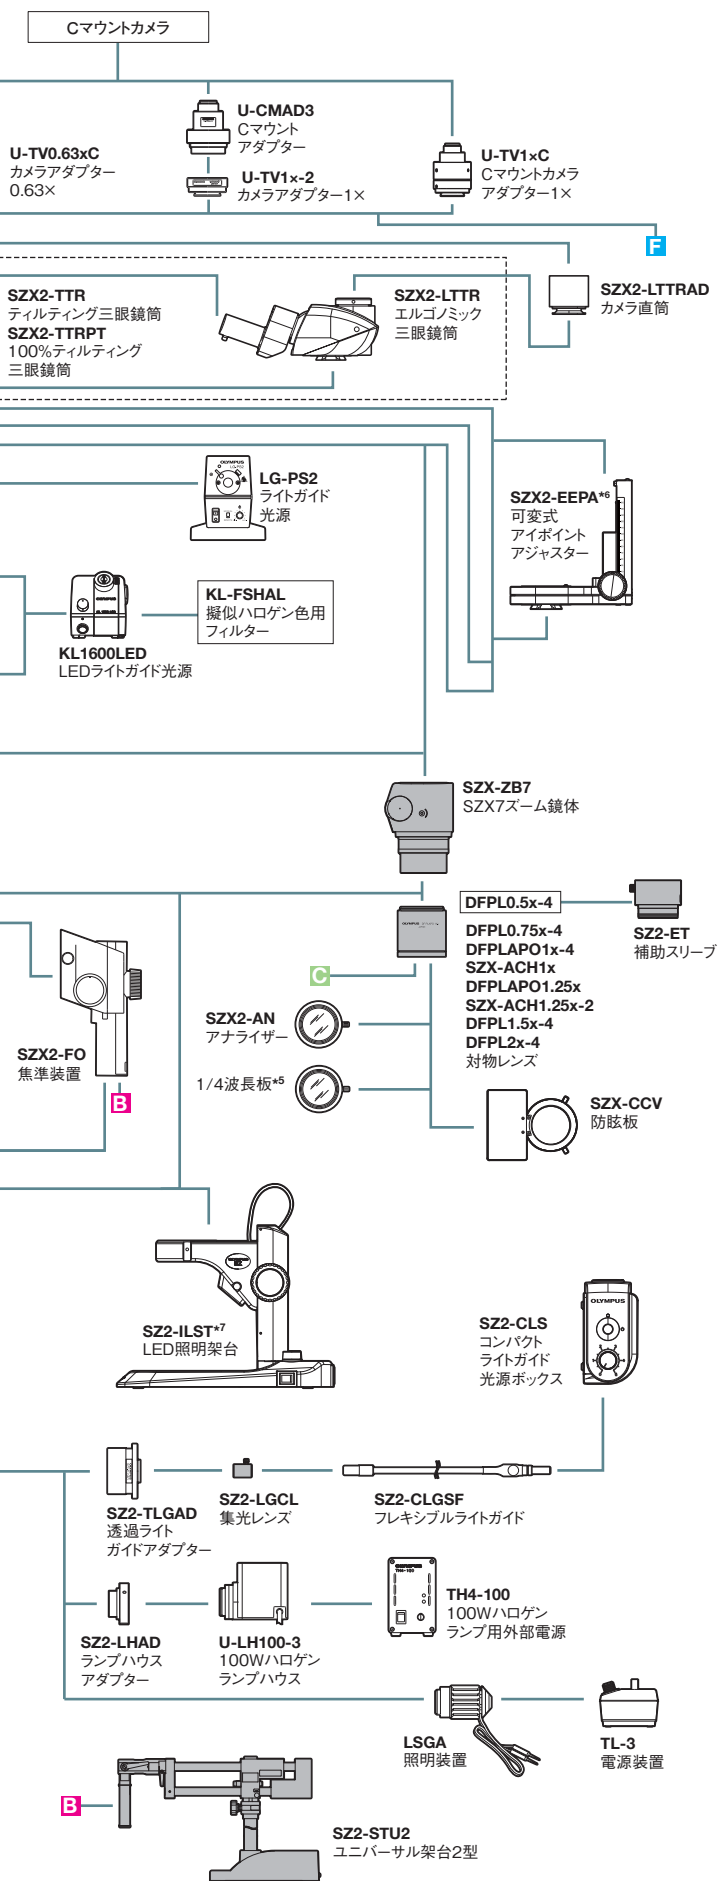 Cマウントカメラ
U-CMAD3
Cマウント
アダプター
U-TV0.63xC
カメラアダプター
0.63×
U-TV1×-2
カメラアダプター1×
U-TV1×C
Cマウントカメラ
アダプター1×
F
SZX2-TTR
ティルティング三眼鏡筒
SZX2-TTRPT
100%ティルティング
三眼鏡筒
SZX2-LTTR
エルゴノミック
三眼鏡筒
SZX2-LTTRAD
カメラ直筒
OLYMPUS
LG-PS2
LG-PS2
ライトガイド
光源
SZX2-EEPA*6
可変式
アイポイント
アジャスター
OLYMPUS
KL1600LED
LEDライトガイド光源
KL-FSHAL
擬似ハロゲン色用
フィルター
SZX-ZB7
SZX7ズーム鏡体
OLYMPUS
DFPL0.5x-4
DFPL0.75x-4
DFPLAPO1x-4
SZX-ACH1x
DFPLAPO1.25x
SZX-ACH1.25x-2
DFPL1.5x-4
DFPL2x-4
対物レンズ
SZ2-ET
補助スリーブ
C
SZX2-FO
焦準装置
B
SZX2-AN
アナライザー
1/4波長板*5
SZX-CCV
防眩板
SZ2-ILST*7
LED照明架台
OLYMPUS
SZ2-CLS
コンパクト
ライトガイド
光源ボックス
SZ2-TLGAD
透過ライト
ガイドアダプター
SZ2-LGCL
集光レンズ
SZ2-CLGSF
フレキシブルライトガイド
SZ2-LHAD
ランプハウス
アダプター
U-LH100-3
100Wハロゲン
ランプハウス
OLYMPUS
TH4-100
TH4-100
100Wハロゲン
ランプ用外部電源
LSGA
照明装置
TL-3
電源装置
B
SZ2-STU2
ユニバーサル架台2型